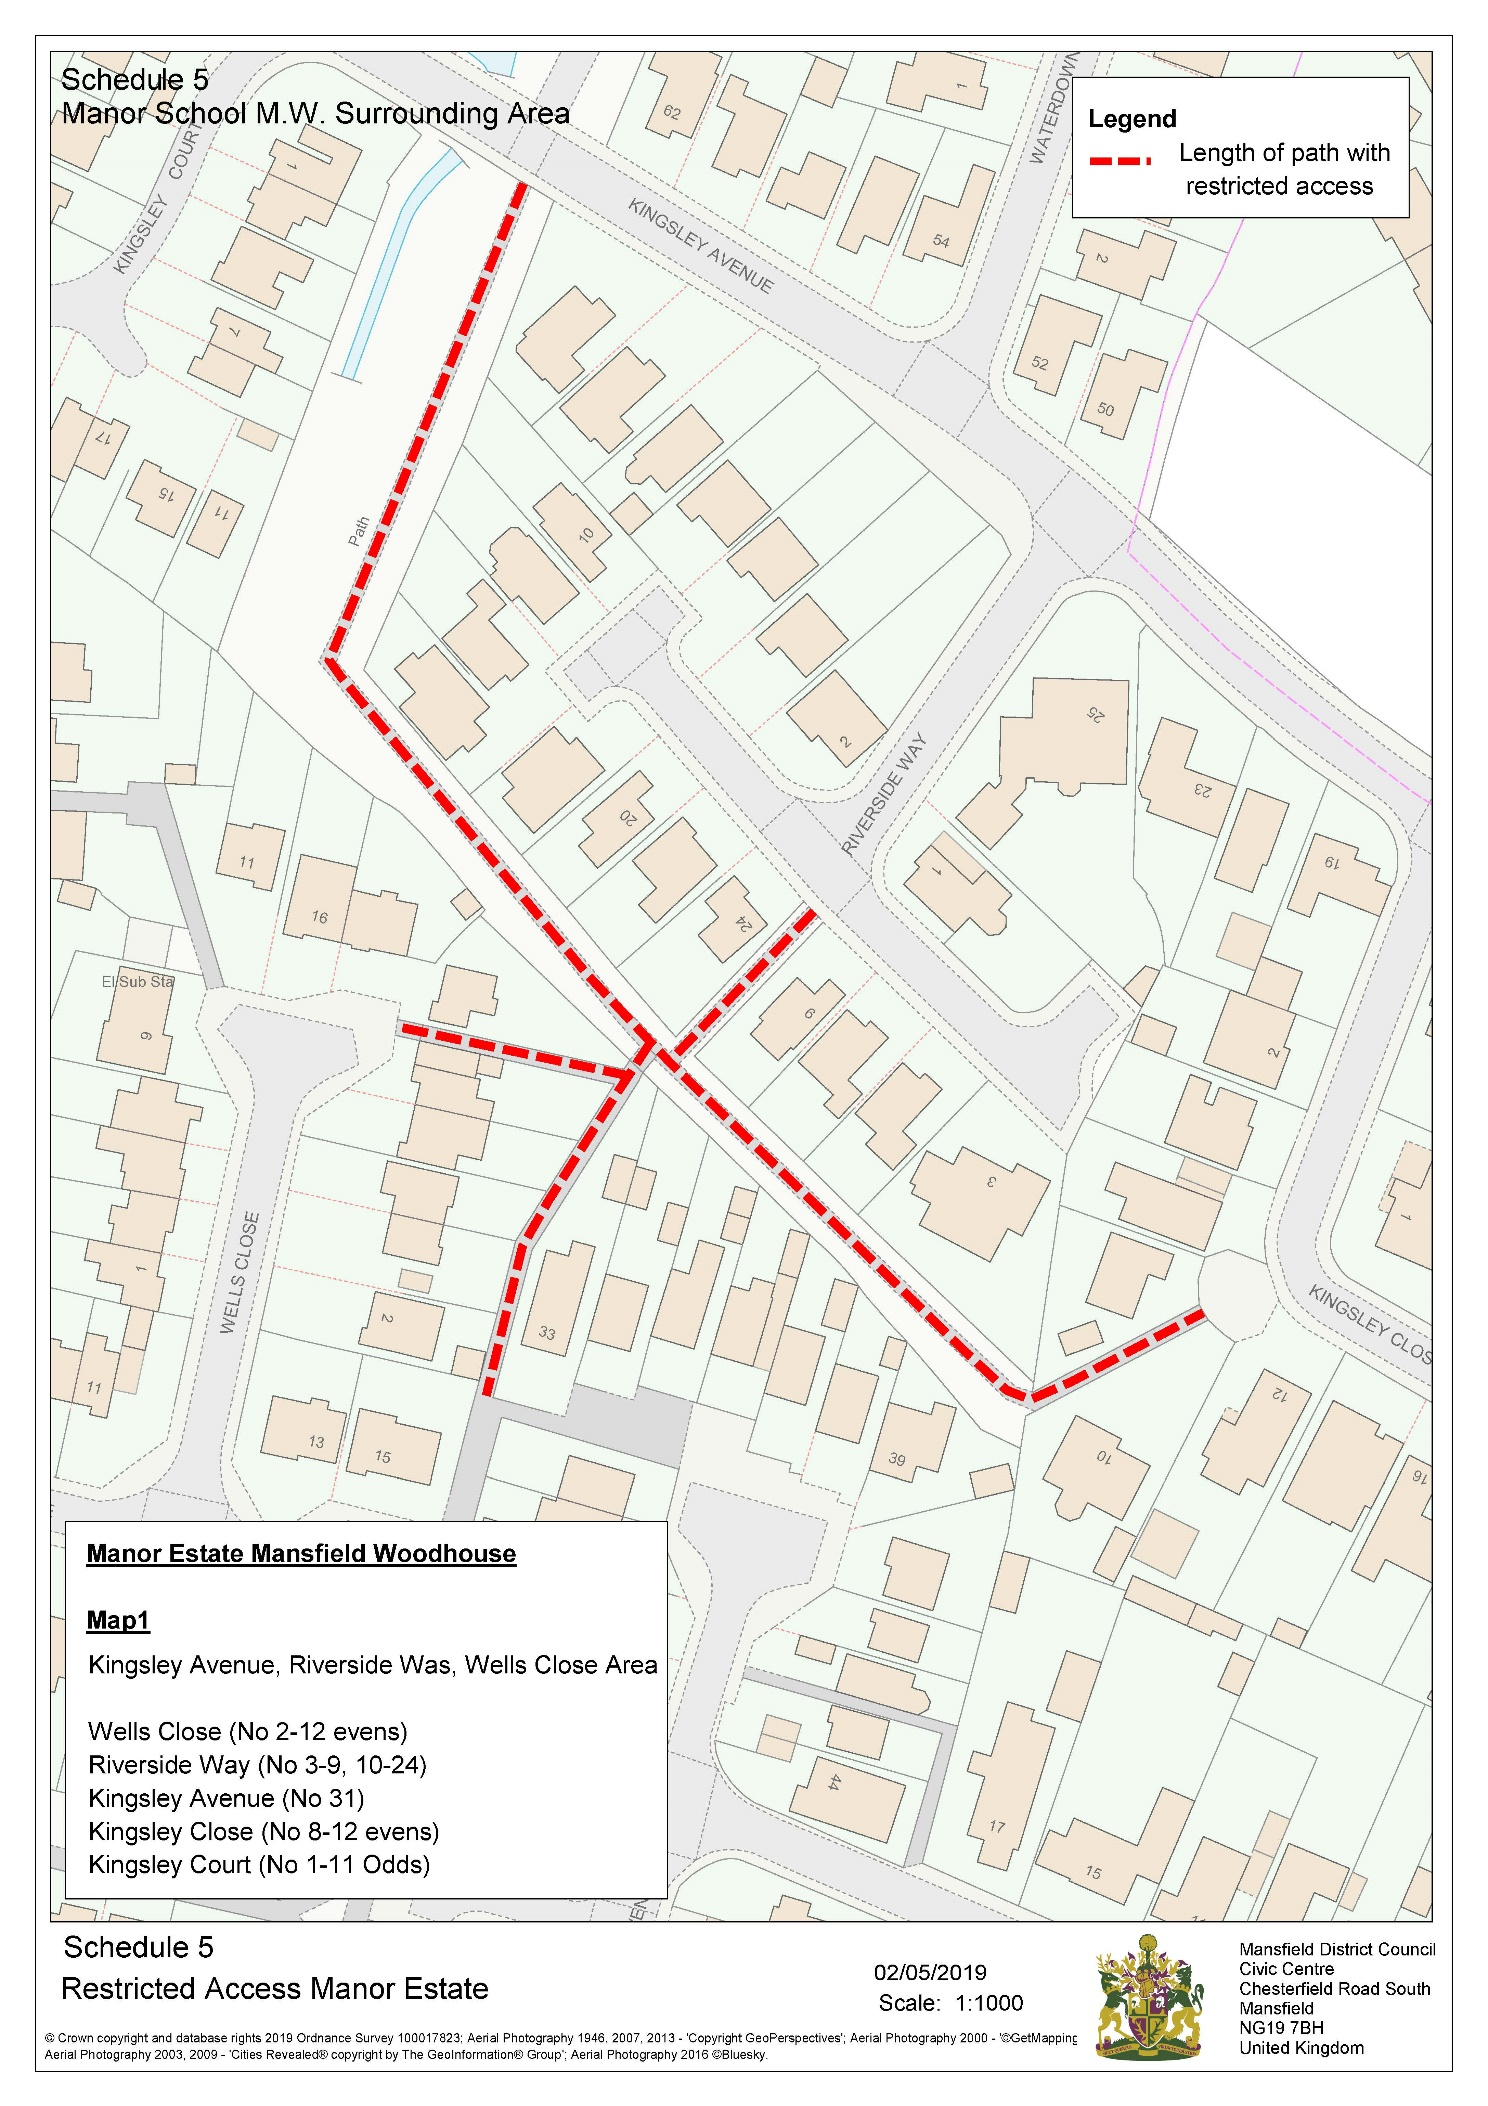 Schedule 5
Manor School M.W. Surrounding Area
Legend
Length of path with
restricted access
KINGSLEY COURT
KINGSLEY AVENUE
WATERDOWN
62
1
54
2
52
50
1
7
17
15
11
Path
10
2
RIVERSIDE WAY
25
23
19
20
24
1
11
16
El Sub Sta
9
9
2
3
1
WELLS CLOSE
1
2
33
KINGSLEY CLOS
11
13
15
39
10
12
16
Manor Estate Mansfield Woodhouse
Map1
Kingsley Avenue, Riverside Was, Wells Close Area
Wells Close (No 2-12 evens)
Riverside Way (No 3-9, 10-24)
Kingsley Avenue (No 31)
Kingsley Close (No 8-12 evens)
Kingsley Court (No 1-11 Odds)
44
17
15
Schedule 5
Restricted Access Manor Estate
02/05/2019
Scale: 1:1000
Mansfield District Council
Civic Centre
Chesterfield Road South
Mansfield
NG19 7BH
United Kingdom
© Crown copyright and database rights 2019 Ordnance Survey 100017823; Aerial Photography 1946, 2007, 2013 - 'Copyright GeoPerspectives'; Aerial Photography 2000 - '©GetMapping
Aerial Photography 2003, 2009 - 'Cities Revealed® copyright by The GeoInformation® Group'; Aerial Photography 2016 ©Bluesky.